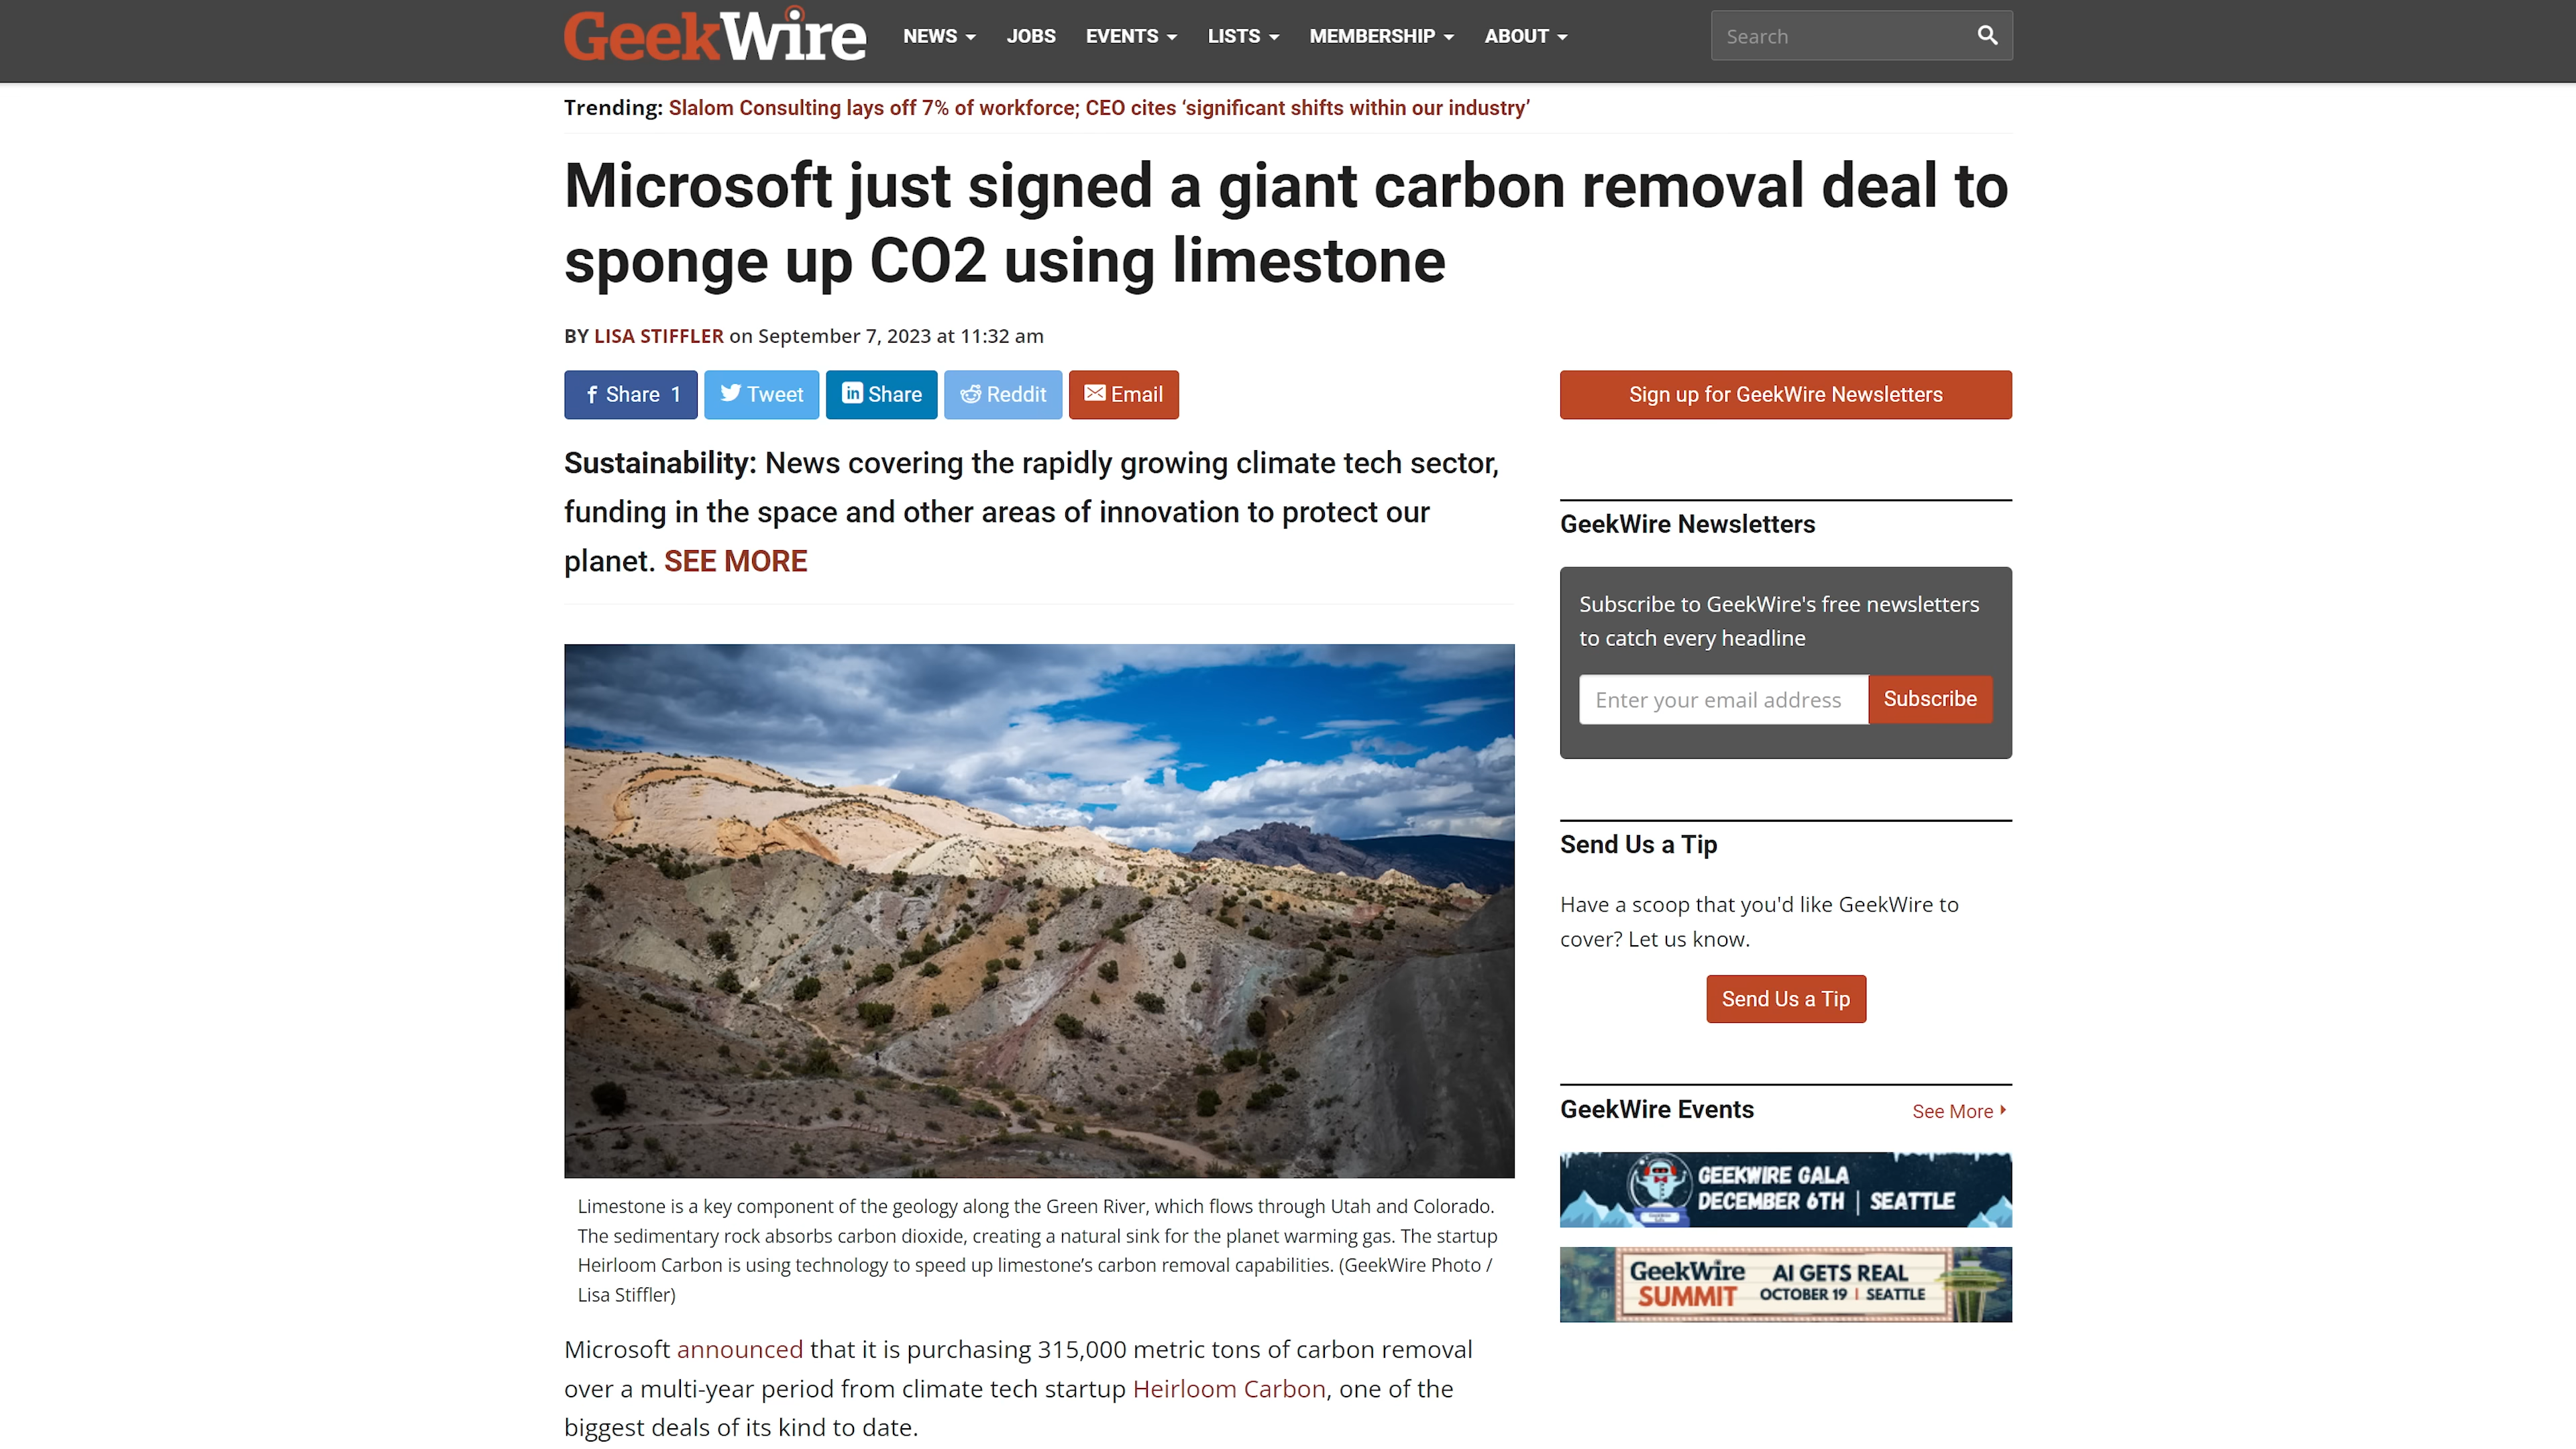 GeekWire NEWS JOBS EVENTS LISTS MEMBERSHIP ABOUT Search
Trending: Slalom Consulting lays off 7% of workforce; CEO cites ‘significant shifts within our industry’
Microsoft just signed a giant carbon removal deal to
sponge up CO2 using limestone
BY LISA STIFFLER on September 7, 2023 at 11:32 am
Share 1 Tweet Share Reddit Email
Sustainability: News covering the rapidly growing climate tech sector,
funding in the space and other areas of innovation to protect our
planet. SEE MORE
Limestone is a key component of the geology along the Green River, which flows through Utah and Colorado.
The sedimentary rock absorbs carbon dioxide, creating a natural sink for the planet warming gas. The startup
Heirloom Carbon is using technology to speed up limestone’s carbon removal capabilities. (GeekWire Photo /
Lisa Stiffler)
Microsoft announced that it is purchasing 315,000 metric tons of carbon removal
over a multi-year period from climate tech startup Heirloom Carbon, one of the
biggest deals of its kind to date.
Sign up for GeekWire Newsletters
GeekWire Newsletters
Subscribe to GeekWire's free newsletters
to catch every headline
Enter your email address Subscribe
Send Us a Tip
Have a scoop that you'd like GeekWire to
cover? Let us know.
Send Us a Tip
GeekWire Events See More
GEEKWIRE GALA
DECEMBER 6TH | SEATTLE
GeekWire AI GETS REAL
SUMMIT OCTOBER 19 | SEATTLE